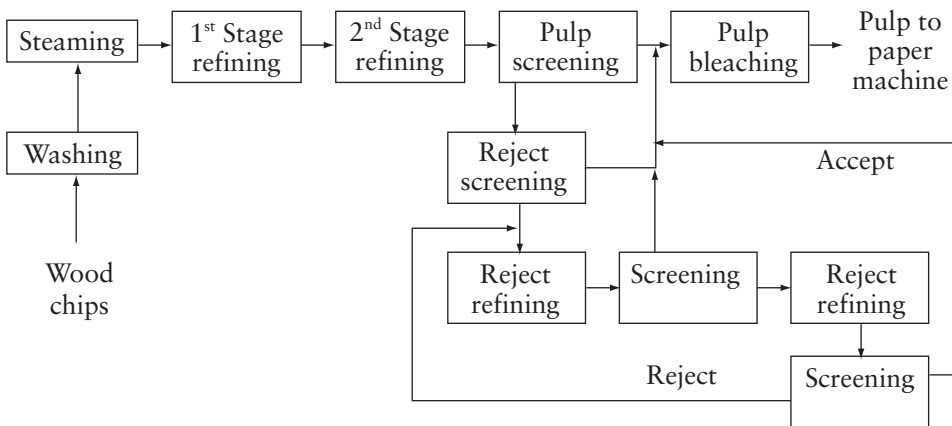 Steaming
1st Stage
refining
2nd Stage
refining
Pulp
screening
Pulp
bleaching
Pulp to
paper
machine
Washing
Reject
screening
Accept
Wood
chips
Reject
refining
Screening
Reject
refining
Reject
Screening